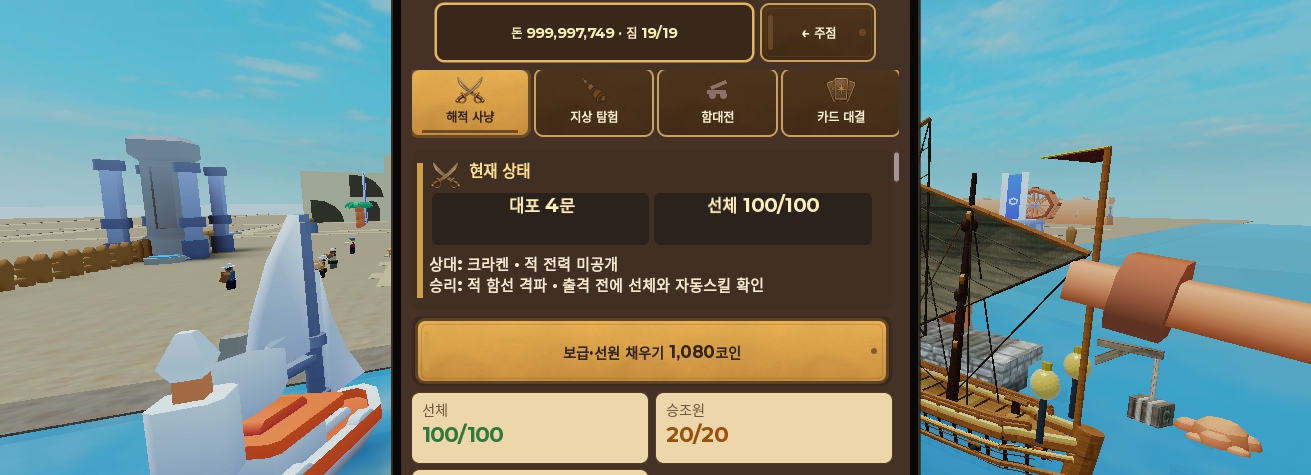 돈 999,997,749 · 짐 19/19
← 주점
해적 사냥
지상 탐험
함대전
카드 대결
현재 상태
대포 4문
선체 100/100
상대: 크라켄 • 적 전력 미공개
승리: 적 함선 격파 • 출격 전에 선체와 자동스킬 확인
보급·선원 채우기 1,080코인
선체
승조원
100/100
20/20